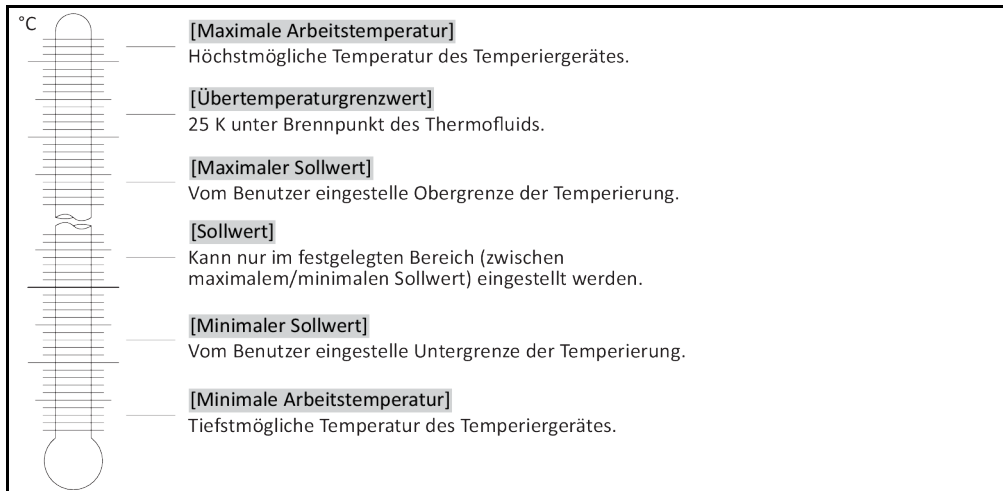 °C
[Maximale Arbeitstemperatur]
Höchstmögliche Temperatur des Temperiergerätes.
[Übertemperaturgrenzwert]
25 K unter Brennpunkt des Thermofluids.
[Maximaler Sollwert]
Vom Benutzer eingestelle Obergrenze der Temperierung.
[Sollwert]
Kann nur im festgelegten Bereich (zwischen
maximalem/minimalen Sollwert) eingestellt werden.
[Minimaler Sollwert]
Vom Benutzer eingestelle Untergrenze der Temperierung.
[Minimale Arbeitstemperatur]
Tiefstmögliche Temperatur des Temperiergerätes.